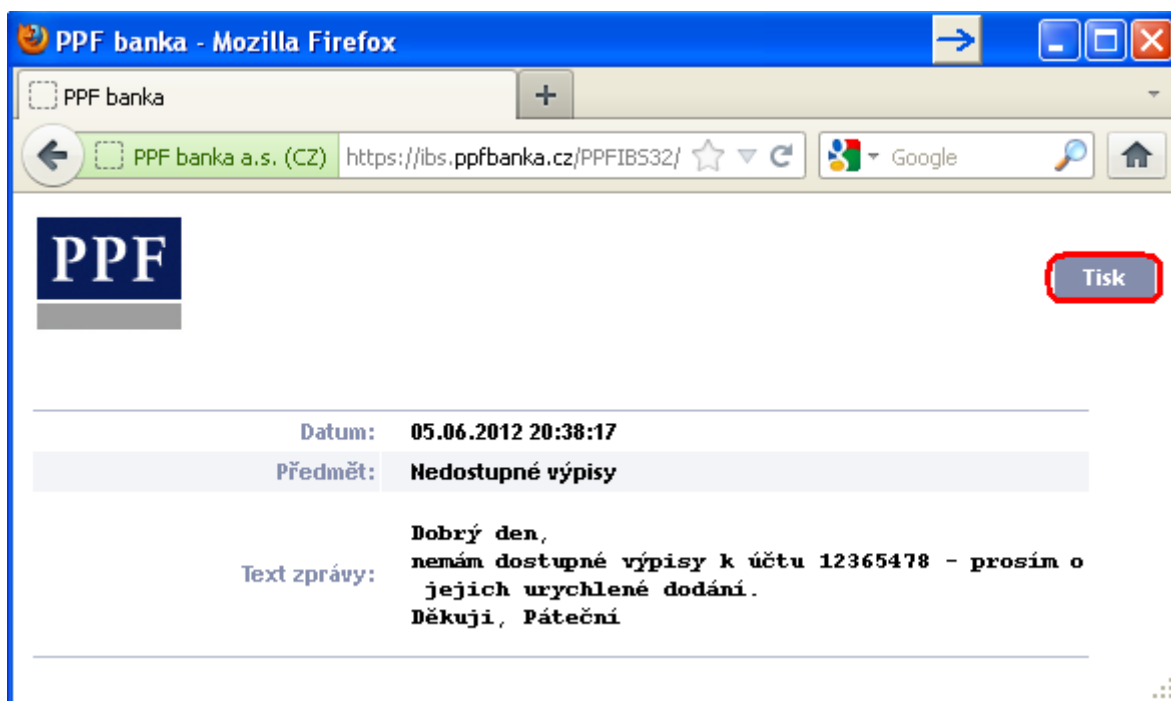 PPF banka - Mozilla Firefox
PPF banka
PPF banka a.s. (CZ) https://ibs.ppfbanka.cz/PPFIBS32/ Google
PPF
Tisk
Datum: 05.06.2012 20:38:17
Předmět: Nedostupné výpisy
Text zprávy:
Dobrý den,
nemám dostupné výpisy k účtu 12365478 - prosím o
jejich urychlené dodání.
Děkuji, Páteční